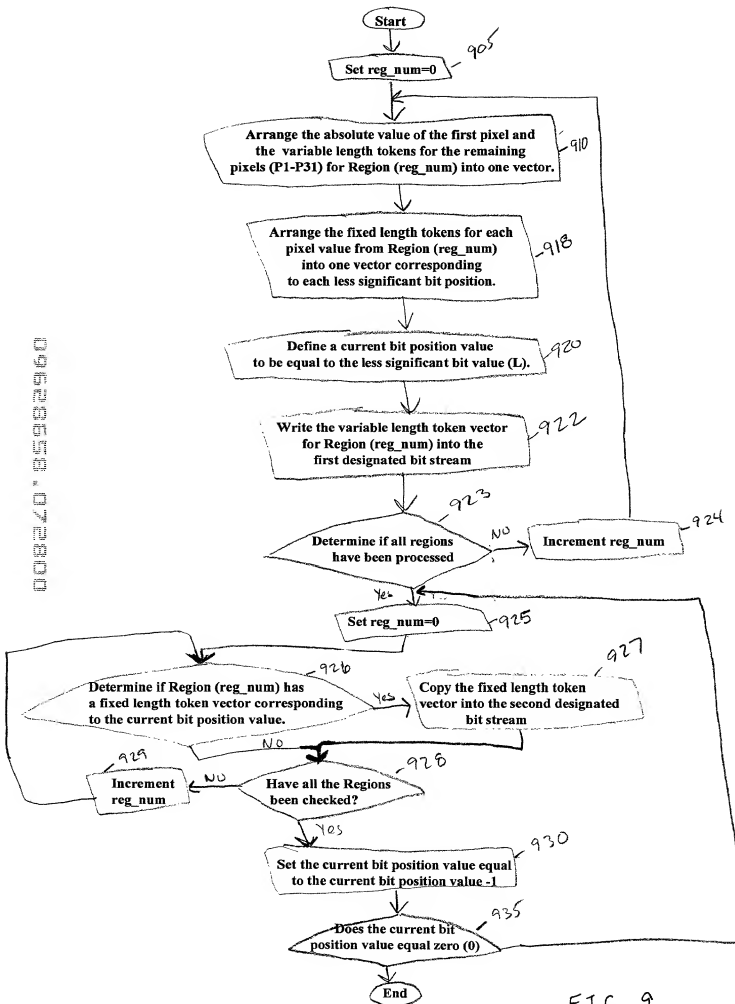 Start
Set reg_num=0
905
Arrange the absolute value of the first pixel and
the variable length tokens for the remaining
pixels (P1-P31) for Region (reg_num) into one vector.
910
Arrange the fixed length tokens for each
pixel value from Region (reg_num)
into one vector corresponding
to each less significant bit position.
918
Define a current bit position value
to be equal to the less significant bit value (L).
920
Write the variable length token vector
for Region (reg_num) into the
first designated bit stream
922
923
Determine if all regions
have been processed
NO
Increment reg_num
924
Yes
Set reg_num=0
925
926
Determine if Region (reg_num) has
a fixed length token vector corresponding
to the current bit position value.
Yes
927
Copy the fixed length token
vector into the second designated
bit stream
NO
928
Have all the Regions
been checked?
NO
929
Increment
reg_num
Yes
930
Set the current bit position value equal
to the current bit position value -1
935
Does the current bit
position value equal zero (0)
End
FIG 9
09628658.072800